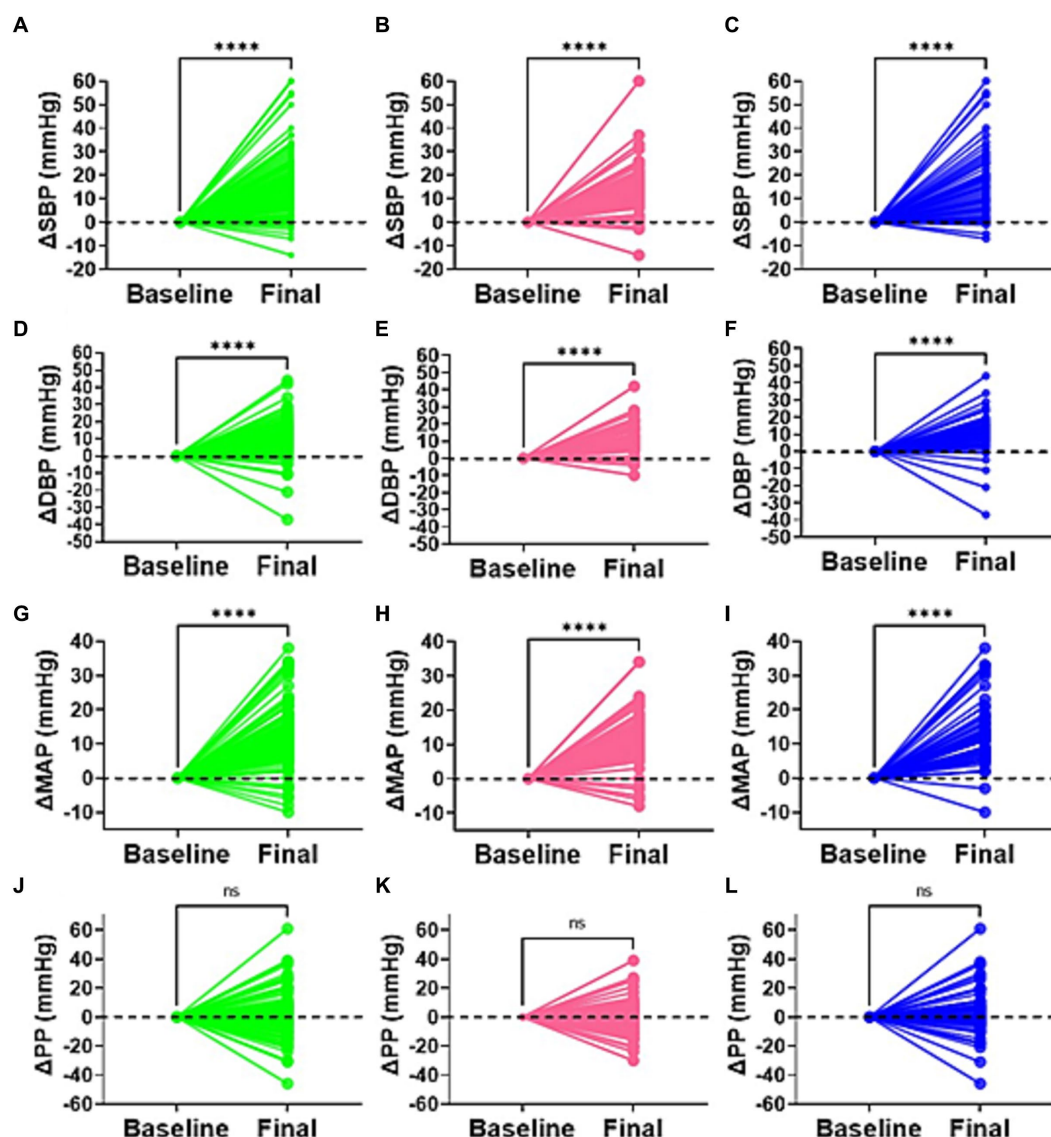 A
B
C
****
****
****
ΔSBP (mmHg)
60
50
40
30
20
10
0
-10
-20
Baseline Final
ΔSBP (mmHg)
60
50
40
30
20
10
0
-10
-20
Baseline Final
ΔSBP (mmHg)
60
50
40
30
20
10
0
-10
-20
Baseline Final
D
E
F
****
****
****
ΔDBP (mmHg)
60
50
40
30
20
10
0
-10
-20
-30
-40
-50
Baseline Final
ΔDBP (mmHg)
60
50
40
30
20
10
0
-10
-20
-30
-40
-50
Baseline Final
ΔDBP (mmHg)
60
50
40
30
20
10
0
-10
-20
-30
-40
-50
Baseline Final
G
H
I
****
****
****
ΔMAP (mmHg)
40
30
20
10
0
-10
Baseline Final
ΔMAP (mmHg)
40
30
20
10
0
-10
Baseline Final
ΔMAP (mmHg)
40
30
20
10
0
-10
Baseline Final
J
K
L
ns
ns
ns
ΔPP (mmHg)
60
40
20
0
-20
-40
-60
Baseline Final
ΔPP (mmHg)
60
40
20
0
-20
-40
-60
Baseline Final
ΔPP (mmHg)
60
40
20
0
-20
-40
-60
Baseline Final